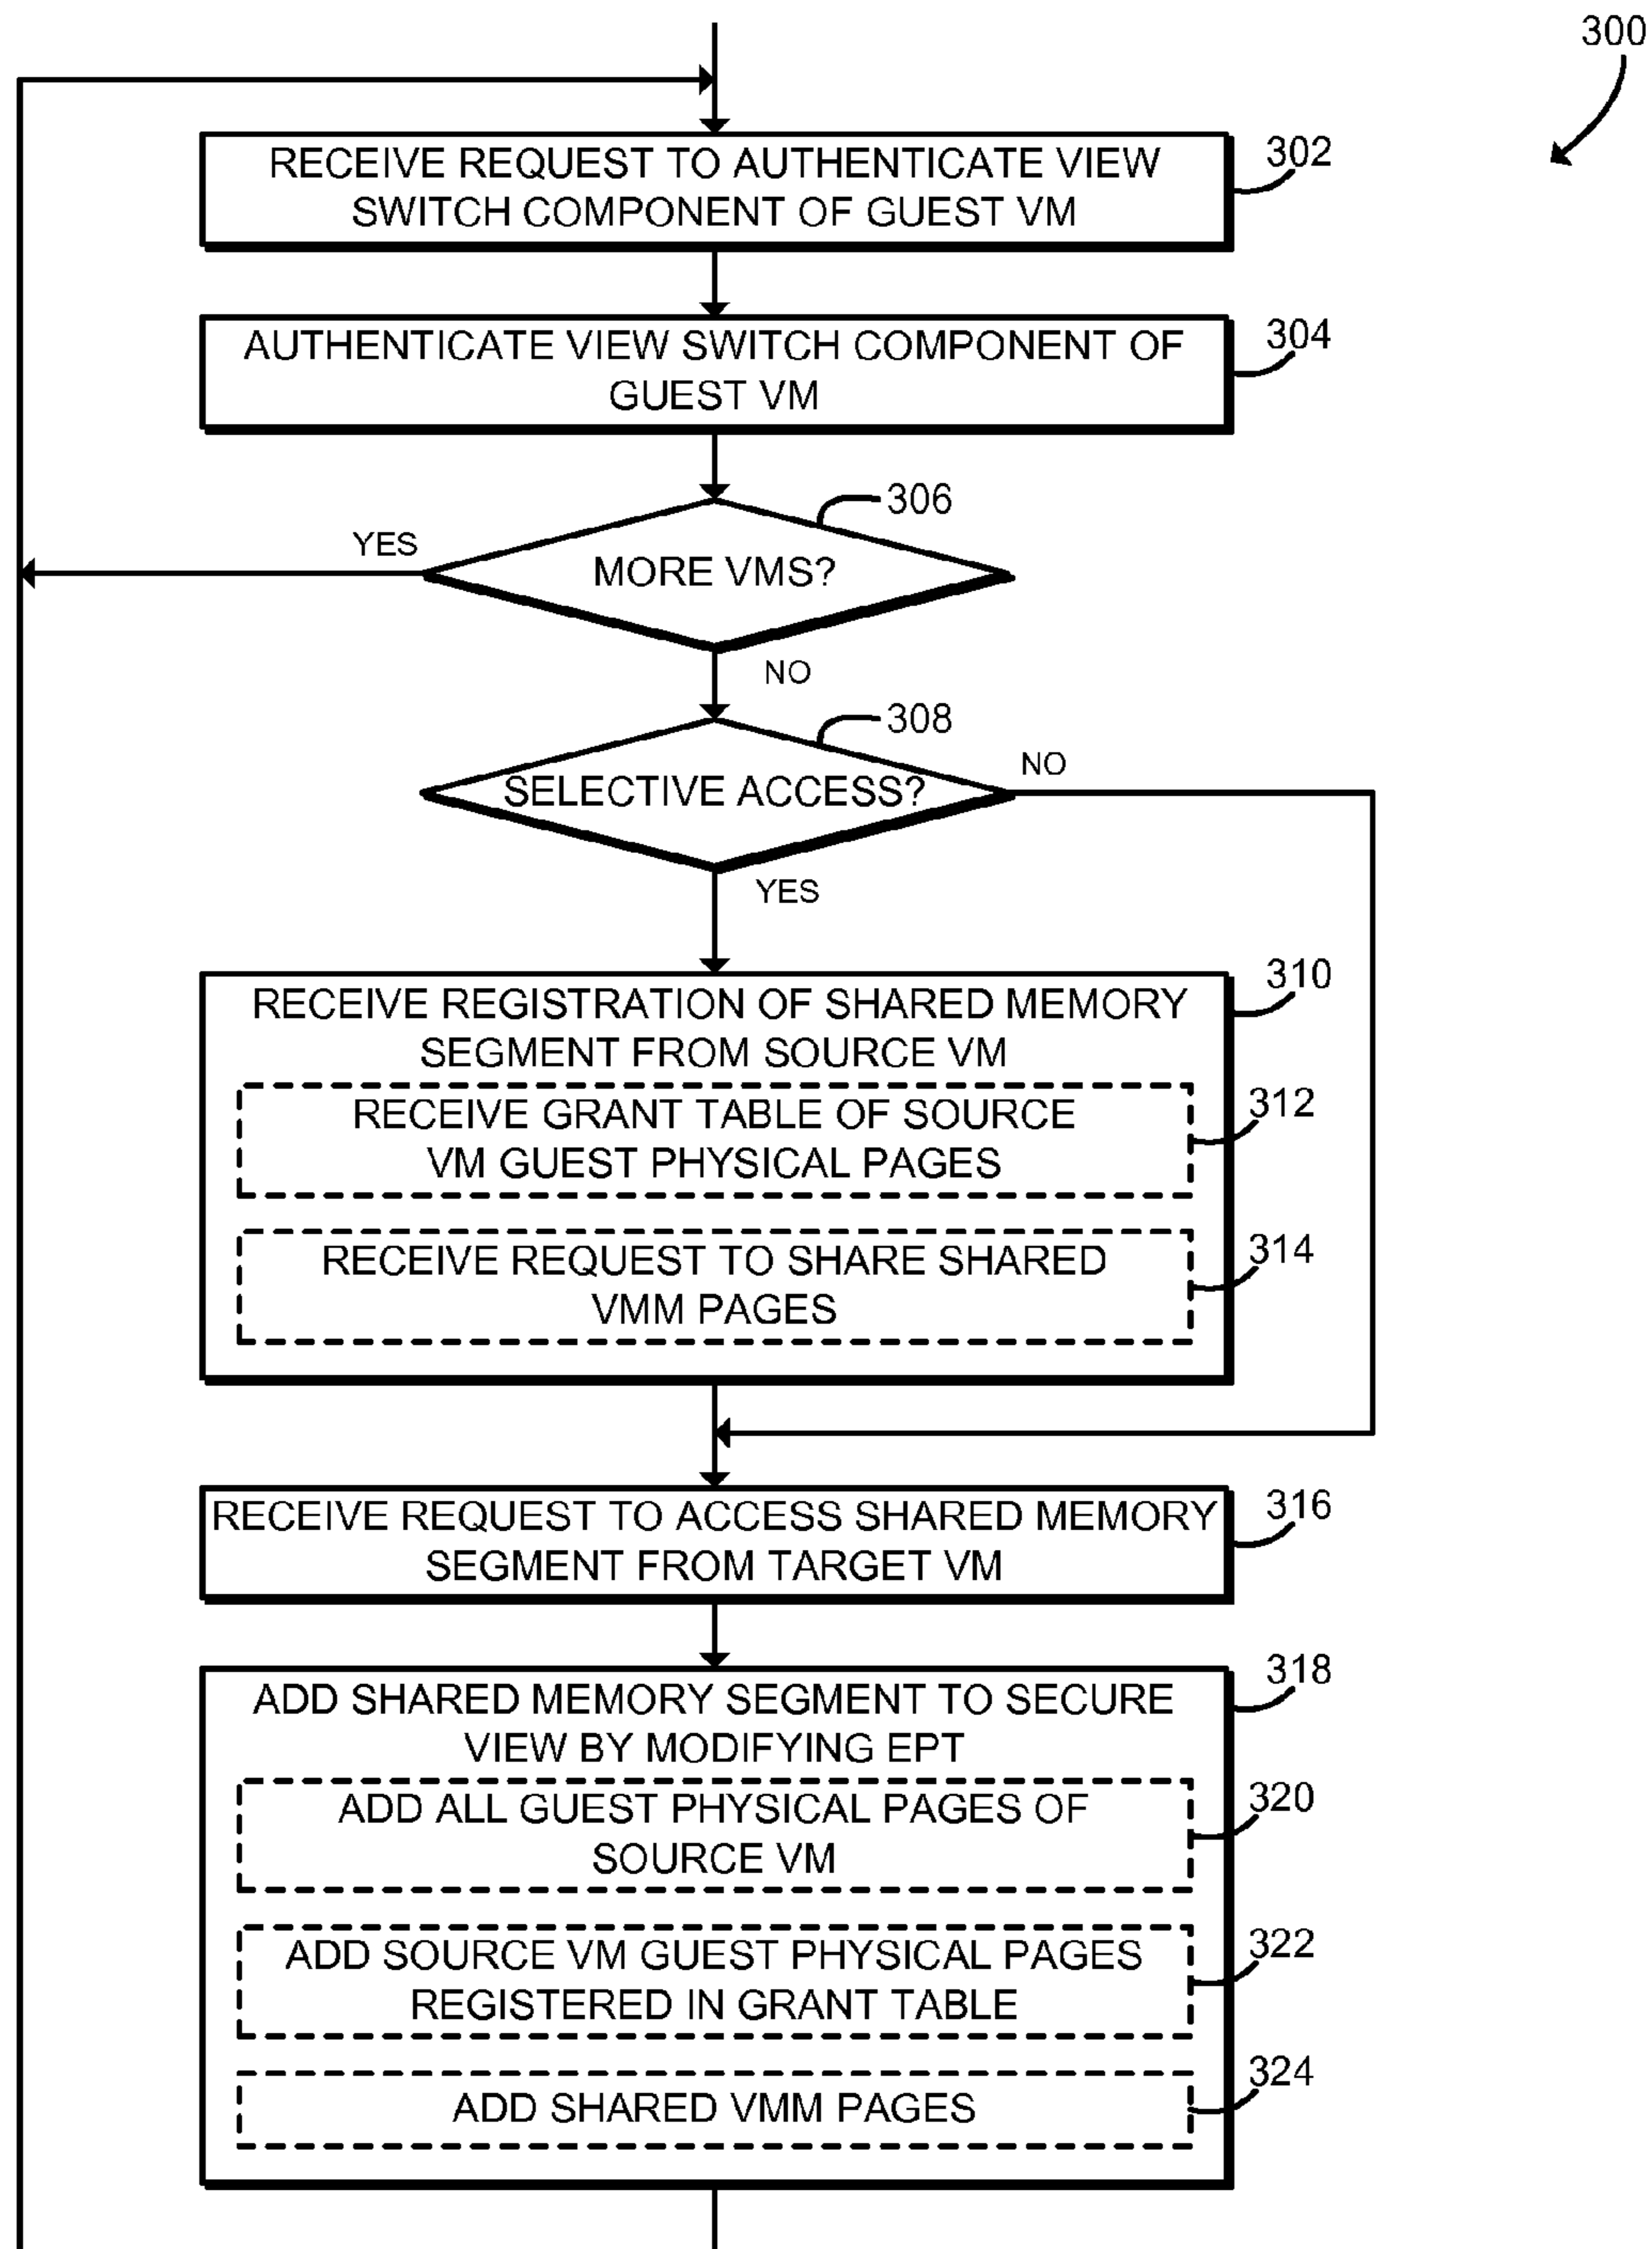 300
RECEIVE REQUEST TO AUTHENTICATE VIEW
SWITCH COMPONENT OF GUEST VM
302
AUTHENTICATE VIEW SWITCH COMPONENT OF
GUEST VM
304
306
YES
MORE VMS?
NO
308
NO
SELECTIVE ACCESS?
YES
RECEIVE REGISTRATION OF SHARED MEMORY
SEGMENT FROM SOURCE VM
310
RECEIVE GRANT TABLE OF SOURCE
VM GUEST PHYSICAL PAGES
312
RECEIVE REQUEST TO SHARE SHARED
VMM PAGES
314
RECEIVE REQUEST TO ACCESS SHARED MEMORY
SEGMENT FROM TARGET VM
316
ADD SHARED MEMORY SEGMENT TO SECURE
VIEW BY MODIFYING EPT
318
ADD ALL GUEST PHYSICAL PAGES OF
SOURCE VM
320
ADD SOURCE VM GUEST PHYSICAL PAGES
REGISTERED IN GRANT TABLE
322
ADD SHARED VMM PAGES
324